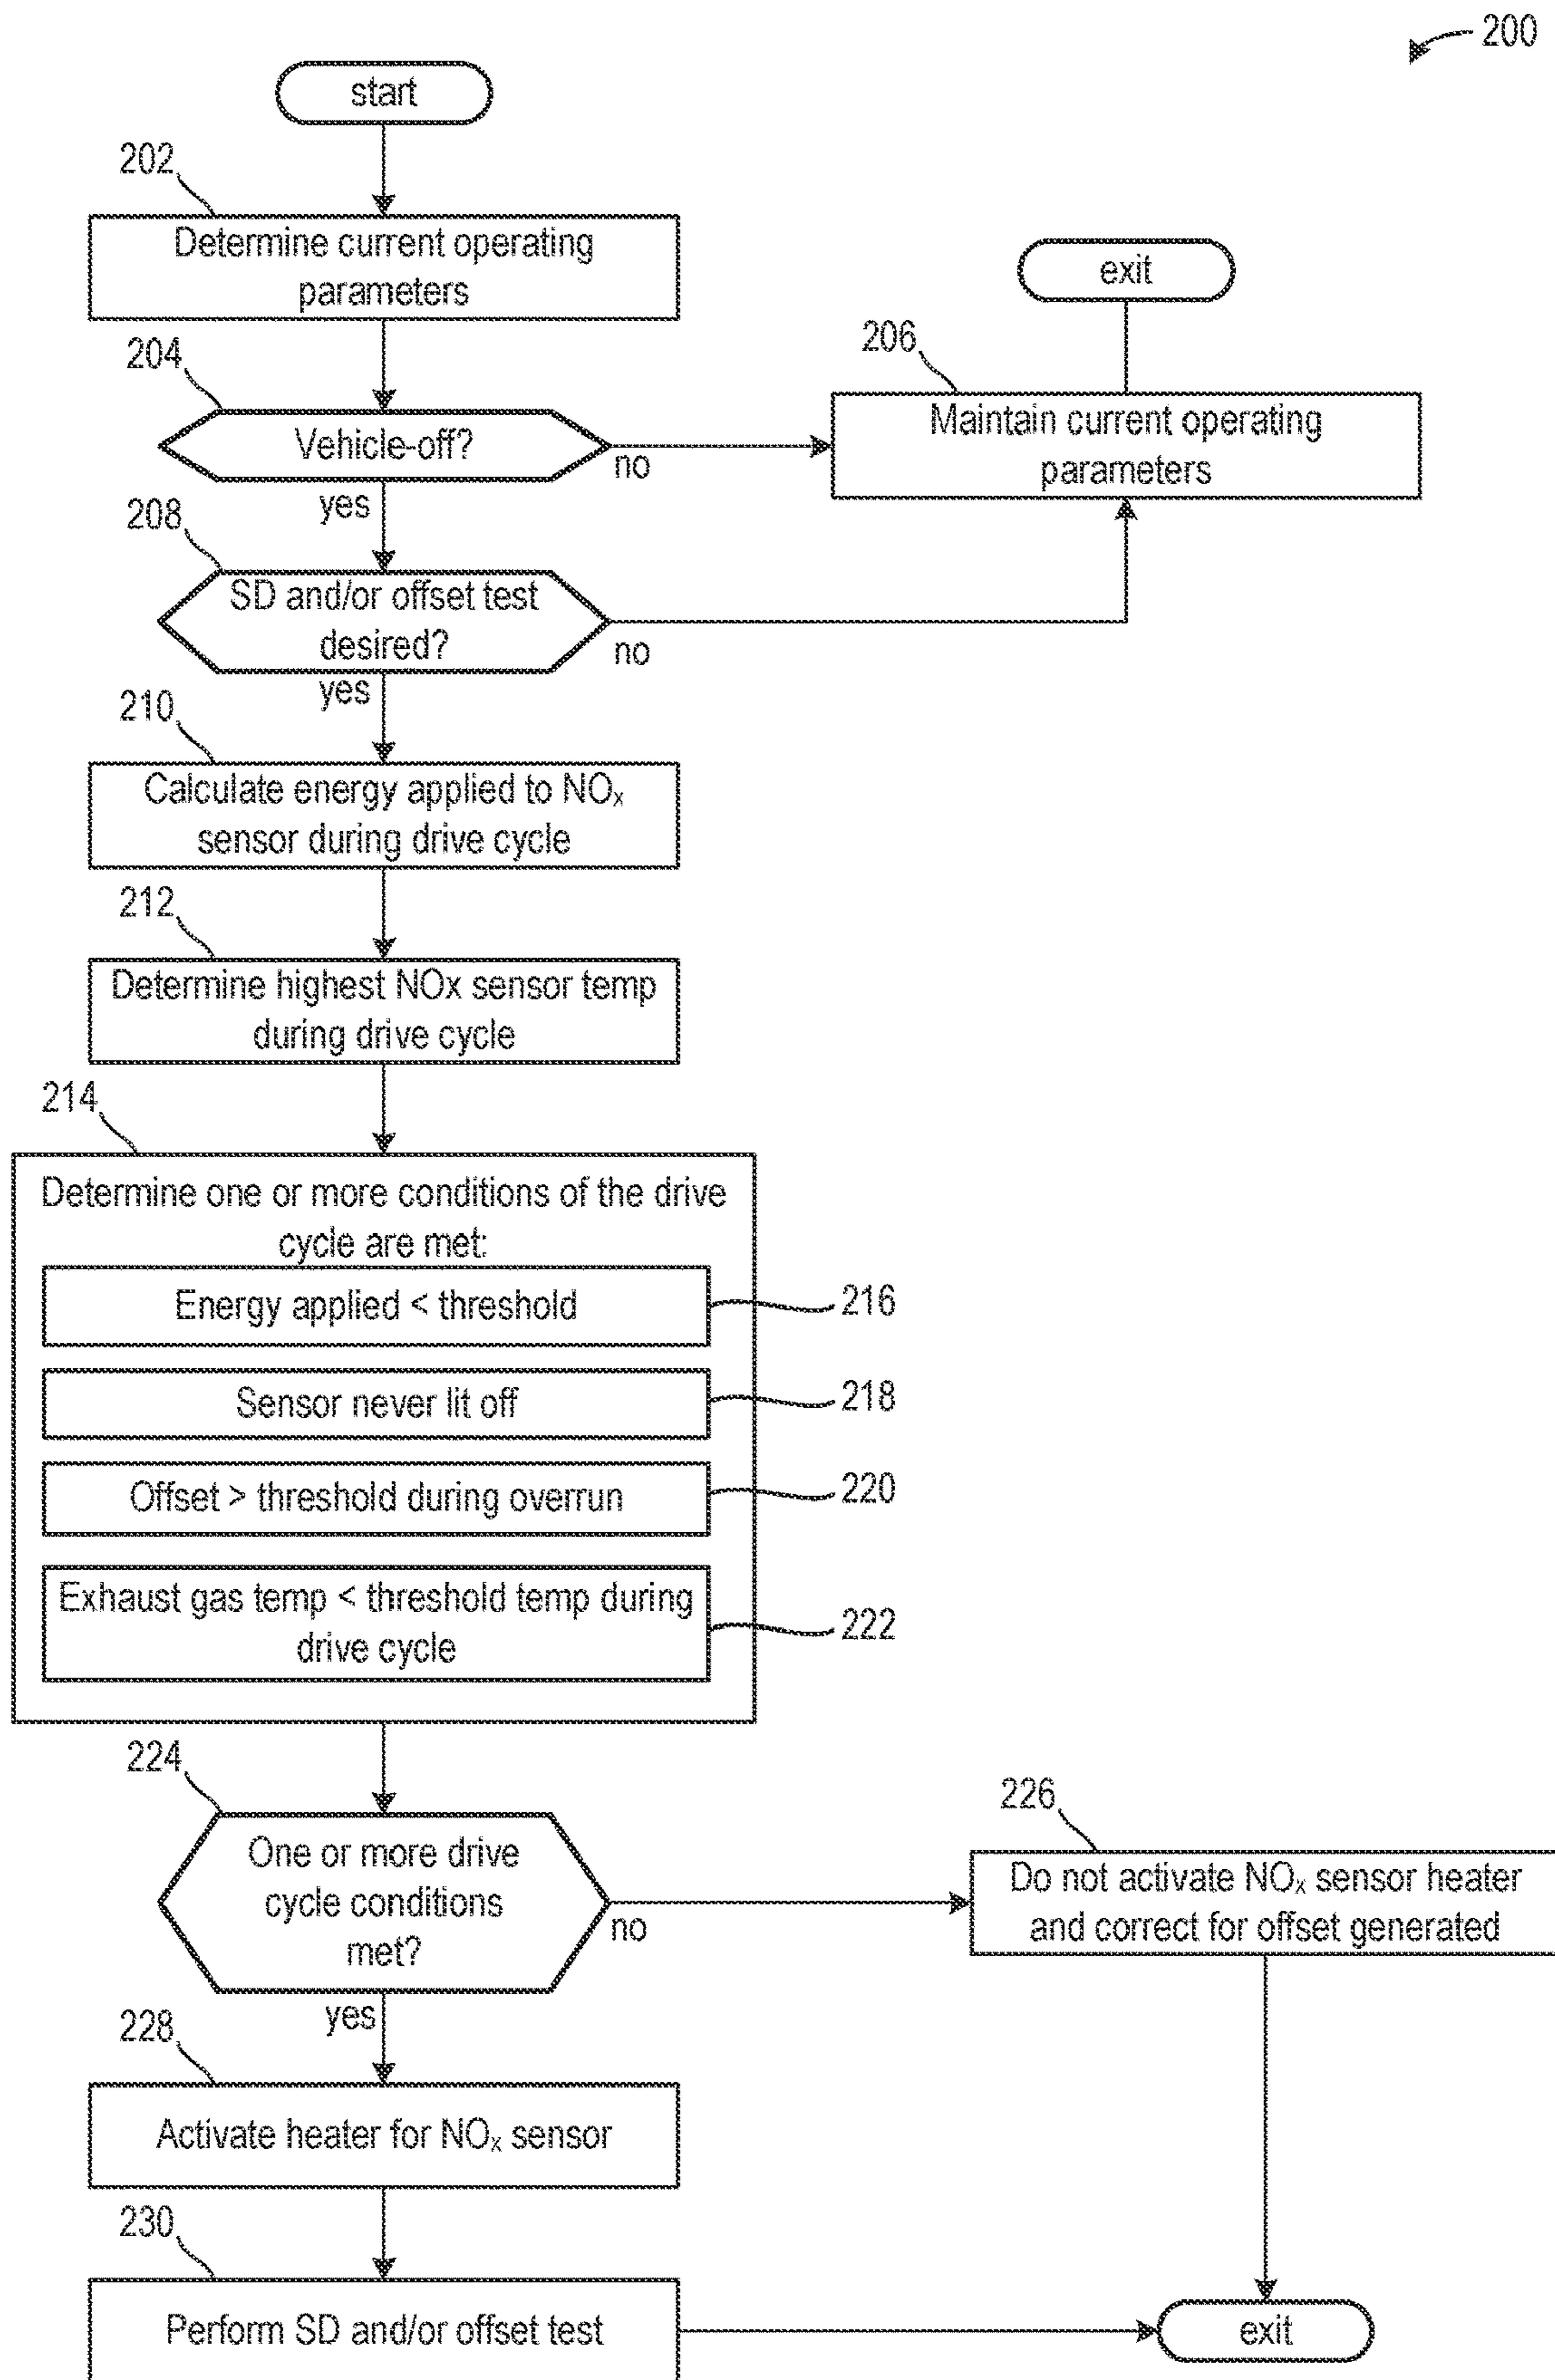 200
start
202
Determine current operating
parameters
exit
204
Vehicle-off?
no
yes
206
Maintain current operating
parameters
208
SD and/or offset test
desired?
no
yes
210
Calculate energy applied to NOₓ
sensor during drive cycle
212
Determine highest NOx sensor temp
during drive cycle
214
Determine one or more conditions of the drive
cycle are met:
Energy applied < threshold
216
Sensor never lit off
218
Offset > threshold during overrun
220
Exhaust gas temp < threshold temp during
drive cycle
222
224
One or more drive
cycle conditions
met?
no
yes
226
Do not activate NOₓ sensor heater
and correct for offset generated
228
Activate heater for NOₓ sensor
230
Perform SD and/or offset test
exit